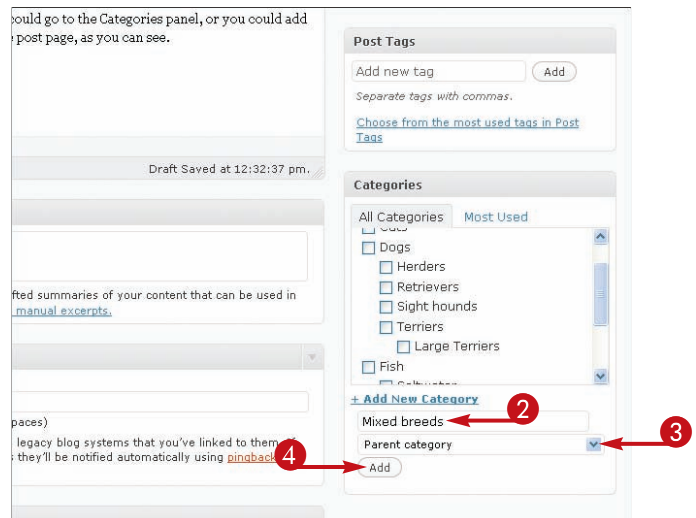 could go to the Categories panel, or you could add
post page, as you can see.
Draft Saved at 12:32:37 pm.
fted summaries of your content that can be used in
manual excerpts.
paces)
legacy blog systems that you've linked to them
they'll be notified automatically using pingback
Post Tags
Add new tag
Add
Separate tags with commas.
Choose from the most used tags in Post
Tags
Categories
All Categories Most Used
Cats
Dogs
Herders
Retrievers
Sight hounds
Terriers
Large Terriers
Fish
Saltwater
+ Add New Category
Mixed breeds
2
Parent category
3
Add
4